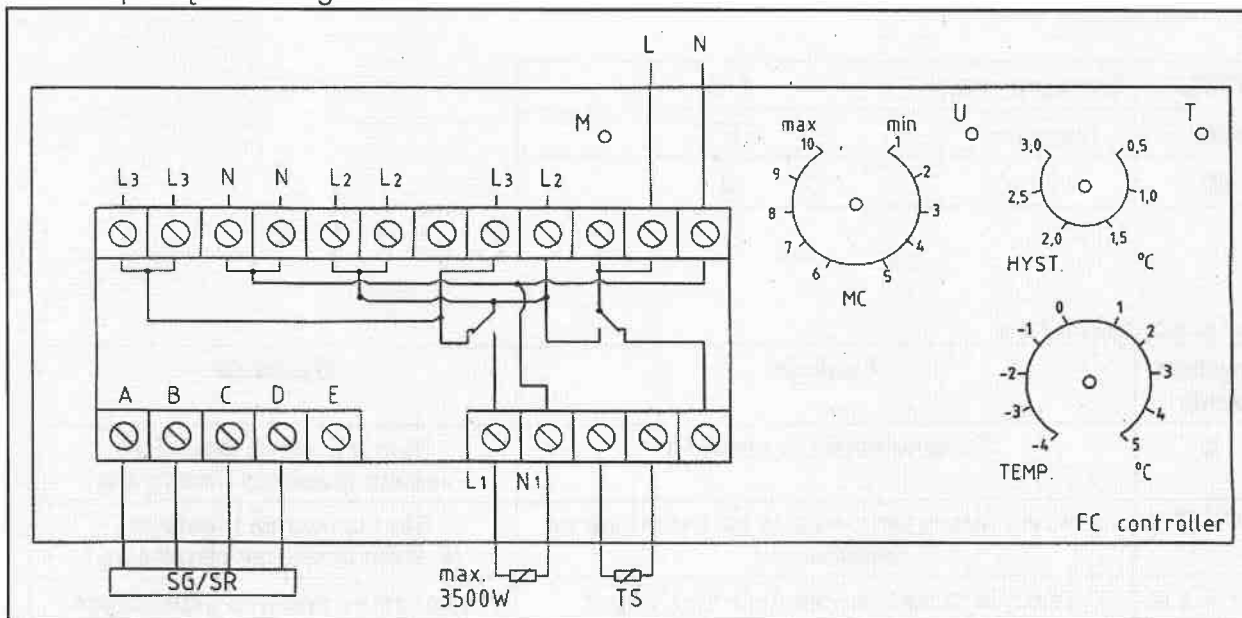 L N
M
U
T
max min
10 1
9 2
8 3
7 4
6 5
MC
3,0 0,5
2,5 1,0
2,0 1,5
HYST. °C
0 1
-1 2
-2 3
-3 4
-4 5
TEMP. °C
L3 L3 N N L2 L2 L3 L2
A B C D E
L1 N1
FC controller
SG/SR
max.
3500W
TS